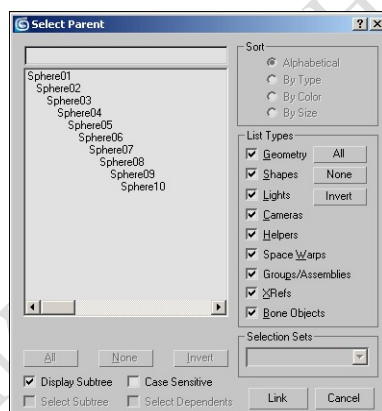 Select Parent
Sphere01
Sphere02
Sphere03
Sphere04
Sphere05
Sphere06
Sphere07
Sphere08
Sphere09
Sphere10
All None Invert
Display Subtree Case Sensitive
Select Subtree Select Dependents
Sort
Alphabetical
By Type
By Color
By Size
List Types
Geometry All
Shapes None
Lights Invert
Cameras
Helpers
Space Warps
Groups/Assemblies
XRefs
Bone Objects
Selection Sets
Link Cancel